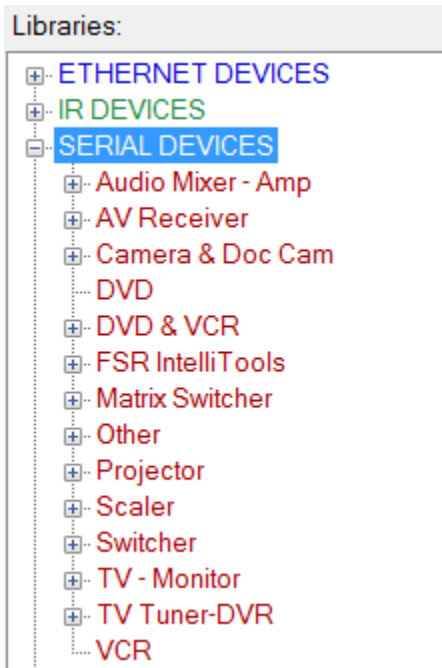 Libraries:
ETHERNET DEVICES
IR DEVICES
SERIAL DEVICES
Audio Mixer - Amp
AV Receiver
Camera & Doc Cam
DVD
DVD & VCR
FSR IntelliTools
Matrix Switcher
Other
Projector
Scaler
Switcher
TV - Monitor
TV Tuner-DVR
VCR